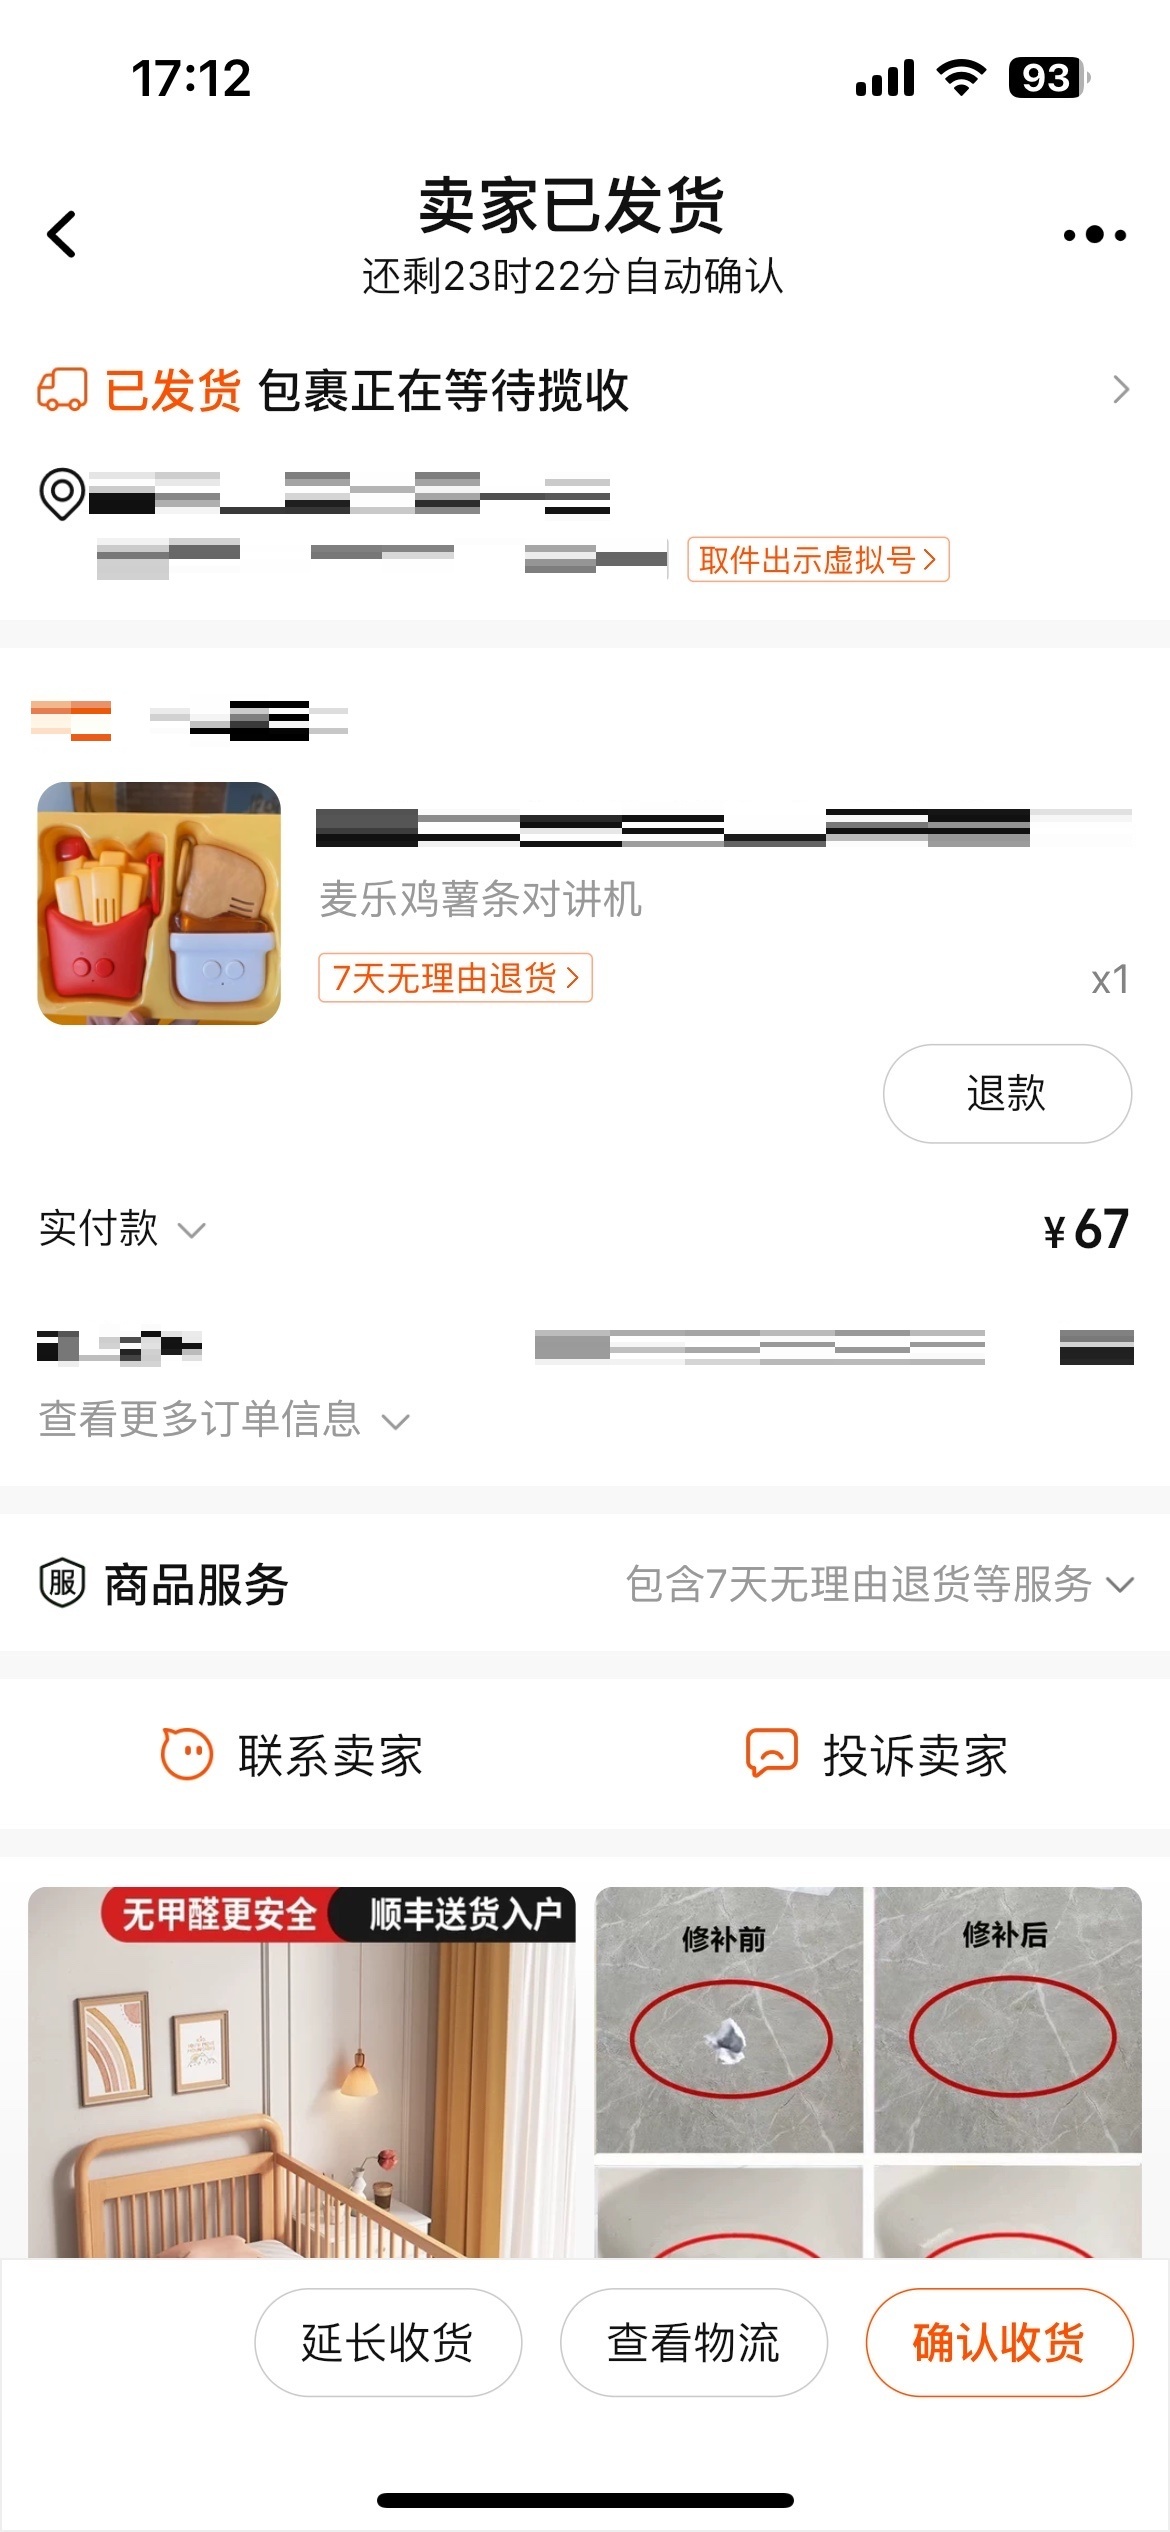 17:12
93
卖家已发货
还剩23时22分自动确认
已发货 包裹正在等待揽收
取件出示虚拟号
麦乐鸡薯条对讲机
7天无理由退货
x1
退款
实付款
¥67
查看更多订单信息
服 商品服务
包含7天无理由退货等服务
联系卖家
投诉卖家
无甲醛更安全
顺丰送货入户
修补前
修补后
延长收货
查看物流
确认收货